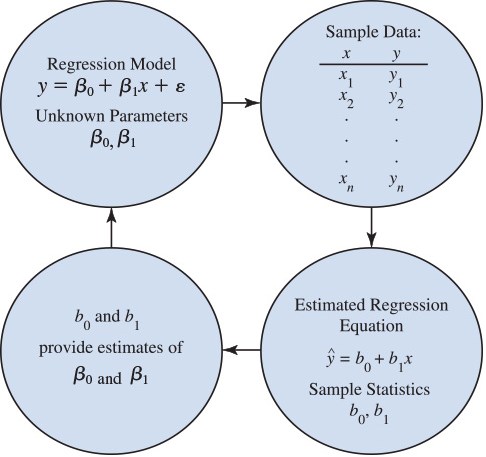 Regression Model
y = β₀ + β₁x + ε
Unknown Parameters
β₀, β₁
Sample Data:
x y
x₁ y₁
x₂ y₂
. .
. .
. .
xₙ yₙ
Estimated Regression
Equation
ŷ = b₀ + b₁x
Sample Statistics
b₀, b₁
b₀ and b₁
provide estimates of
β₀ and β₁